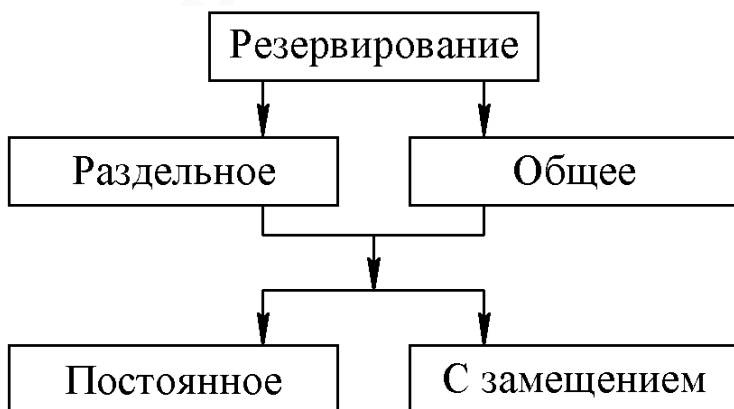 Резервирование
Раздельное
Общее
Постоянное
С замещением